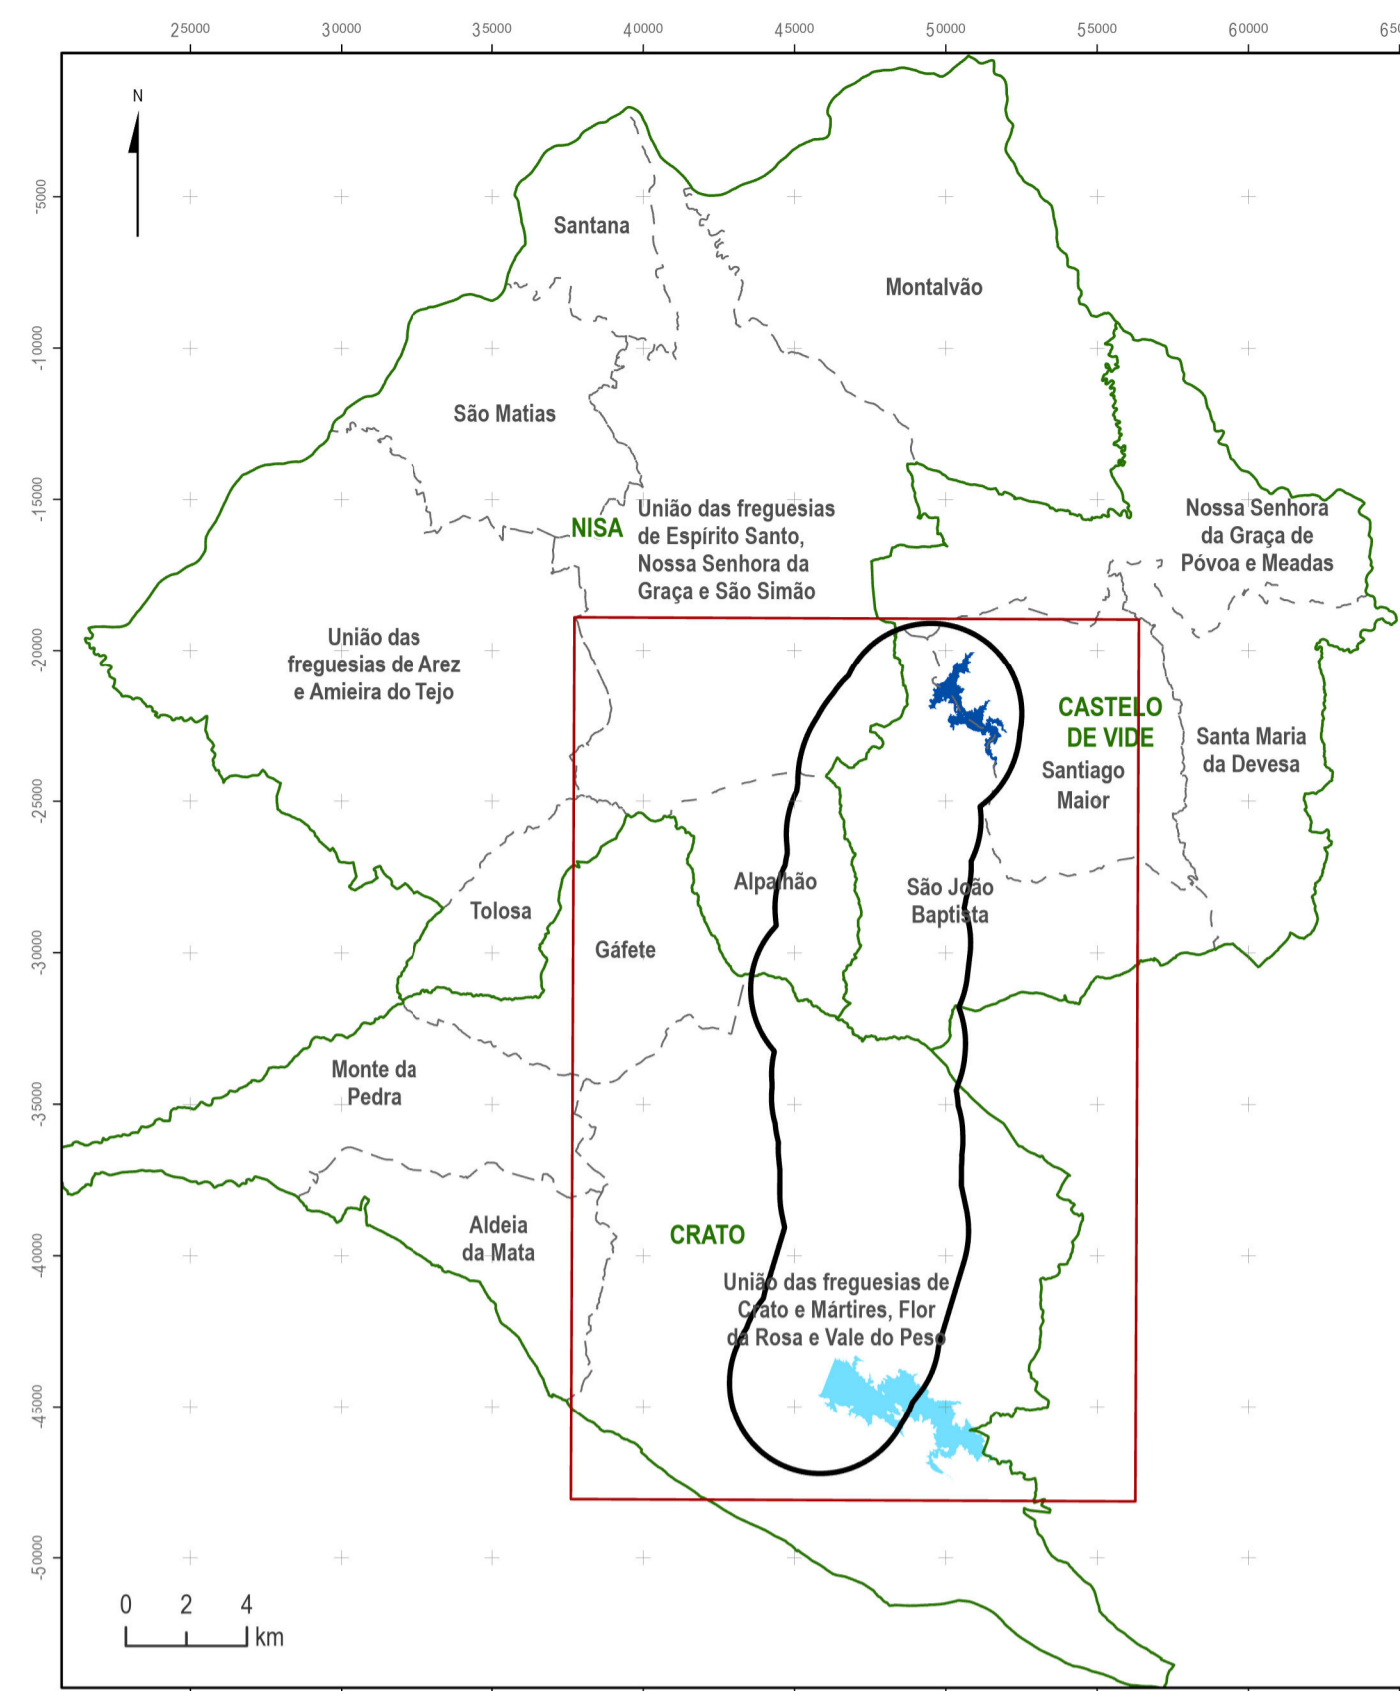 25000 30000 35000 40000 45000 50000 55000 60000
N
-5000
-10000
-15000
-20000
-25000
-30000
-35000
-40000
-45000
-50000
Santana
Montalvão
São Matias
NISA
União das freguesias
de Espírito Santo,
Nossa Senhora da
Graça e São Simão
Nossa Senhora
da Graça de
Póvoa e Meadas
União das
freguesias de Arez
e Amieira do Tejo
CASTELO
DE VIDE
Santiago
Maior
Santa Maria
da Devesa
Alpalhão
São João
Baptista
Tolosa
Gáfete
Monte da
Pedra
Aldeia
da Mata
CRATO
União das freguesias de
Crato e Mártires, Flor
da Rosa e Vale do Peso
0 2 4
km